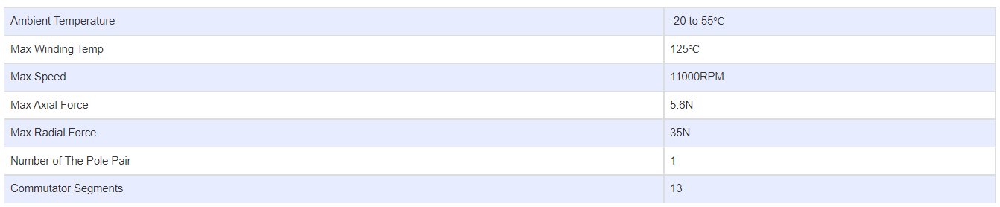 Ambient Temperature -20 to 55℃
Max Winding Temp 125℃
Max Speed 11000RPM
Max Axial Force 5.6N
Max Radial Force 35N
Number of The Pole Pair 1
Commutator Segments 13